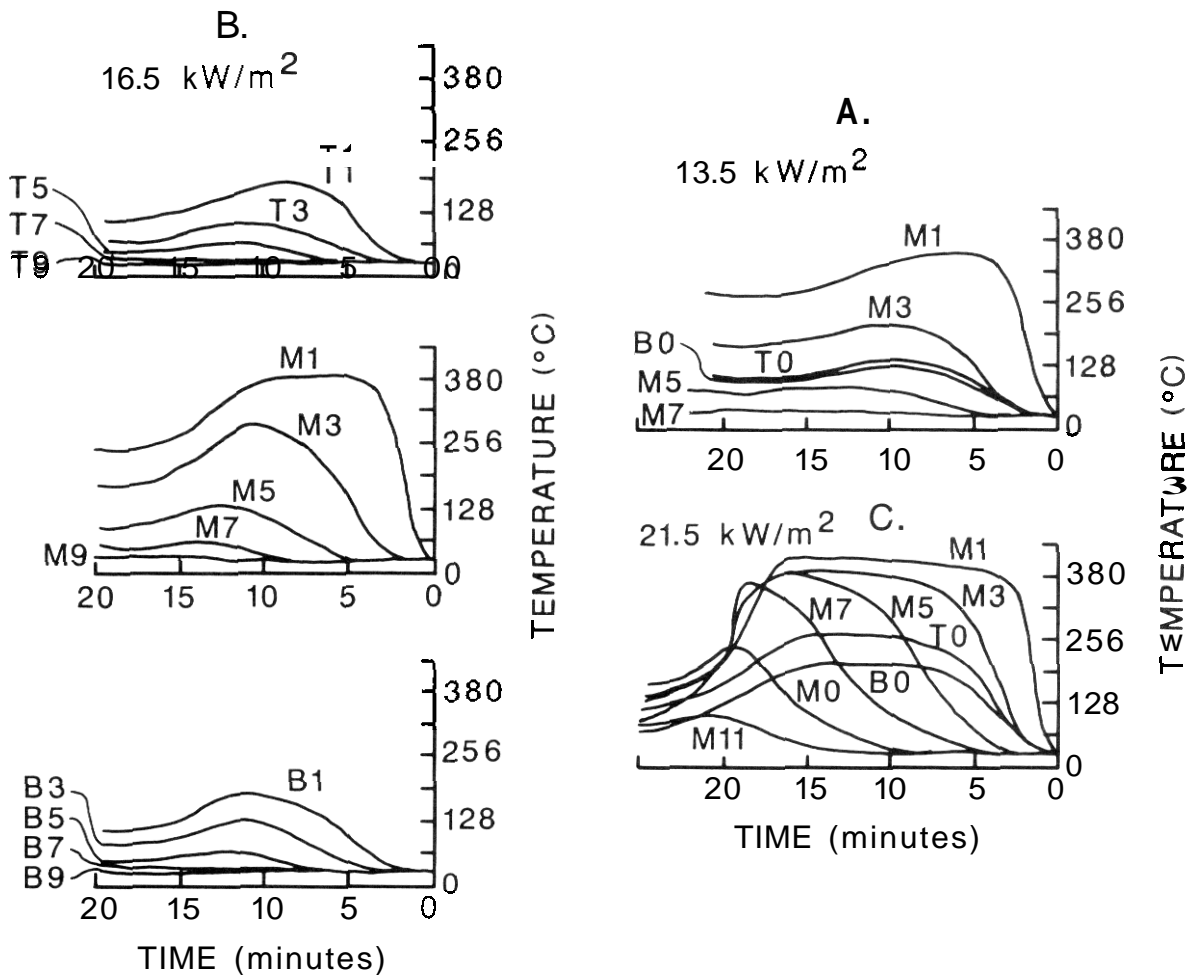 B.
16.5 kW/m²
380
256
128
T1
T3
T5
T7
T9
20 15 10 5 0
M1
M3
M5
M7
M9
380
256
128
0
20 15 10 5 0
TEMPERATURE (°C)
B1
B3
B5
B7
B9
380
256
128
0
20 15 10 5 0
TIME (minutes)
A.
13.5 kW/m²
M1
M3
B0
T0
M5
M7
380
256
128
0
20 15 10 5 0
21.5 kW/m² C.
M1
M3
M5
M7
T0
B0
M0
M11
380
256
128
0
20 15 10 5 0
TIME (minutes)
TEMPERATURE (°C)